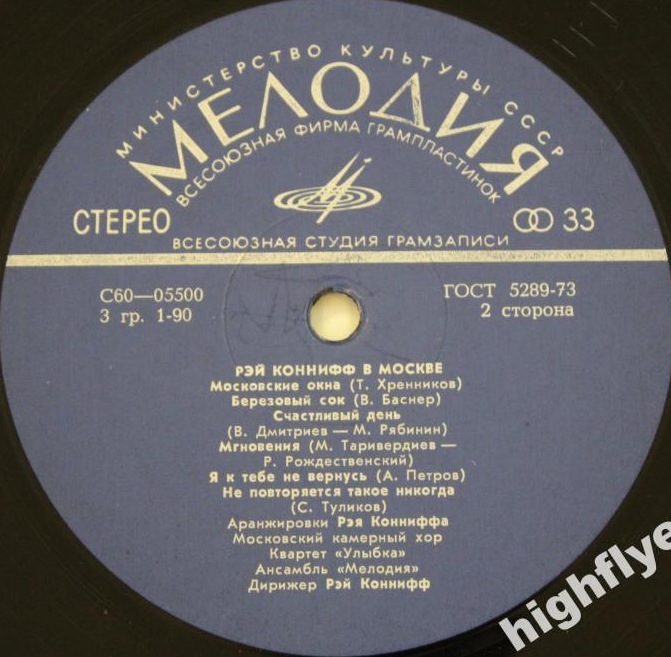 МИНИСТЕРСТВО КУЛЬТУРЫ СССР
МЕЛОДИЯ
ВСЕСОЮЗНАЯ ФИРМА ГРАМПЛАСТИНОК
СТЕРЕО
33
ВСЕСОЮЗНАЯ СТУДИЯ ГРАМЗАПИСИ
С60—05500
ГОСТ 5289-73
3 гр. 1-90
2 сторона
РЭЙ КОННИФФ В МОСКВЕ
Московские окна (Т. Хренников)
Березовый сок (В. Баснер)
Счастливый день
(В. Дмитриев — М. Рябинин)
Мгновения (М. Таривердиев —
Р. Рождественский)
Я к тебе не вернусь (А. Петров)
Не повторяется такое никогда
(С. Туликов)
Аранжировки Рэя Конниффа
Московский камерный хор
Квартет «Улыбка»
Ансамбль «Мелодия»
Дирижер Рэй Коннифф
highflye